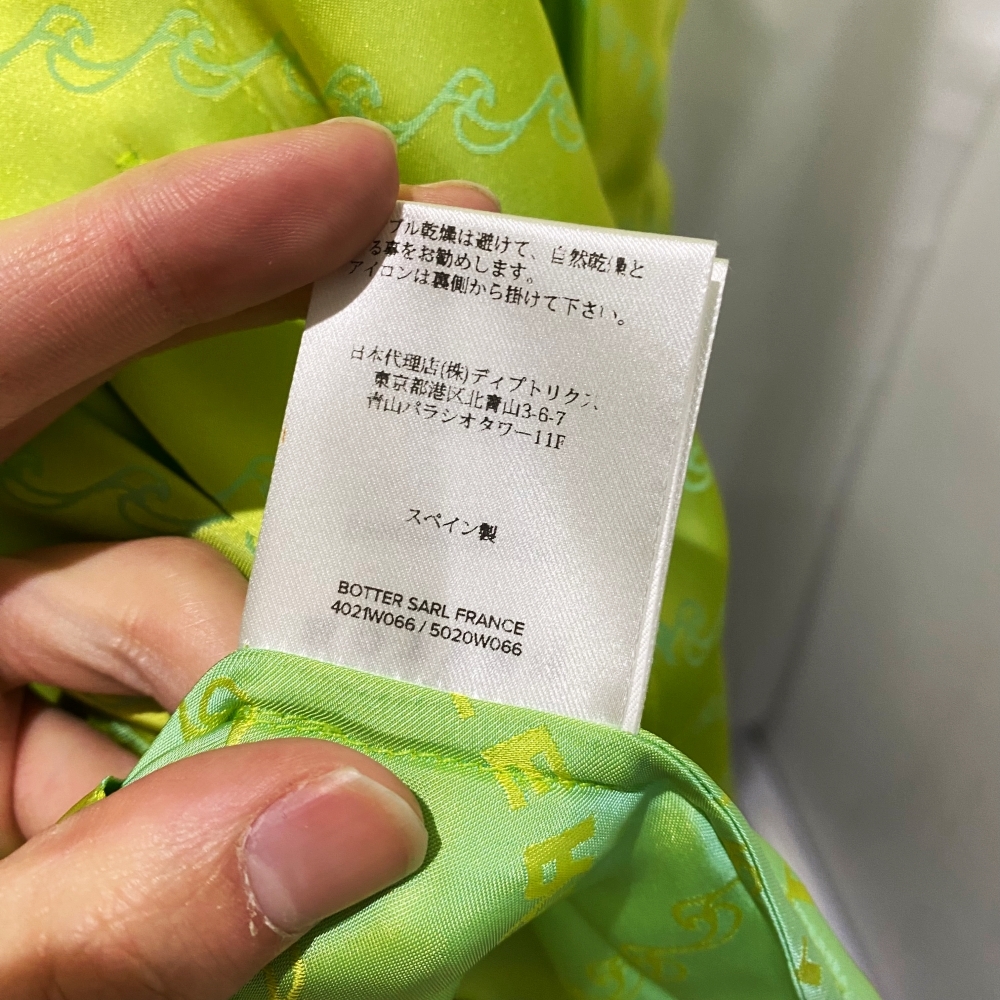 ブル乾燥は避けて、自然乾燥と
る事をお勧めします。
アイロンは裏側から掛けて下さい。
日本代理店(株)ディプトリクス
東京都港区北青山3-6-7
青山パラシオタワー11F
スペイン製
BOTTER SARL FRANCE
4021W066 / 5020W066